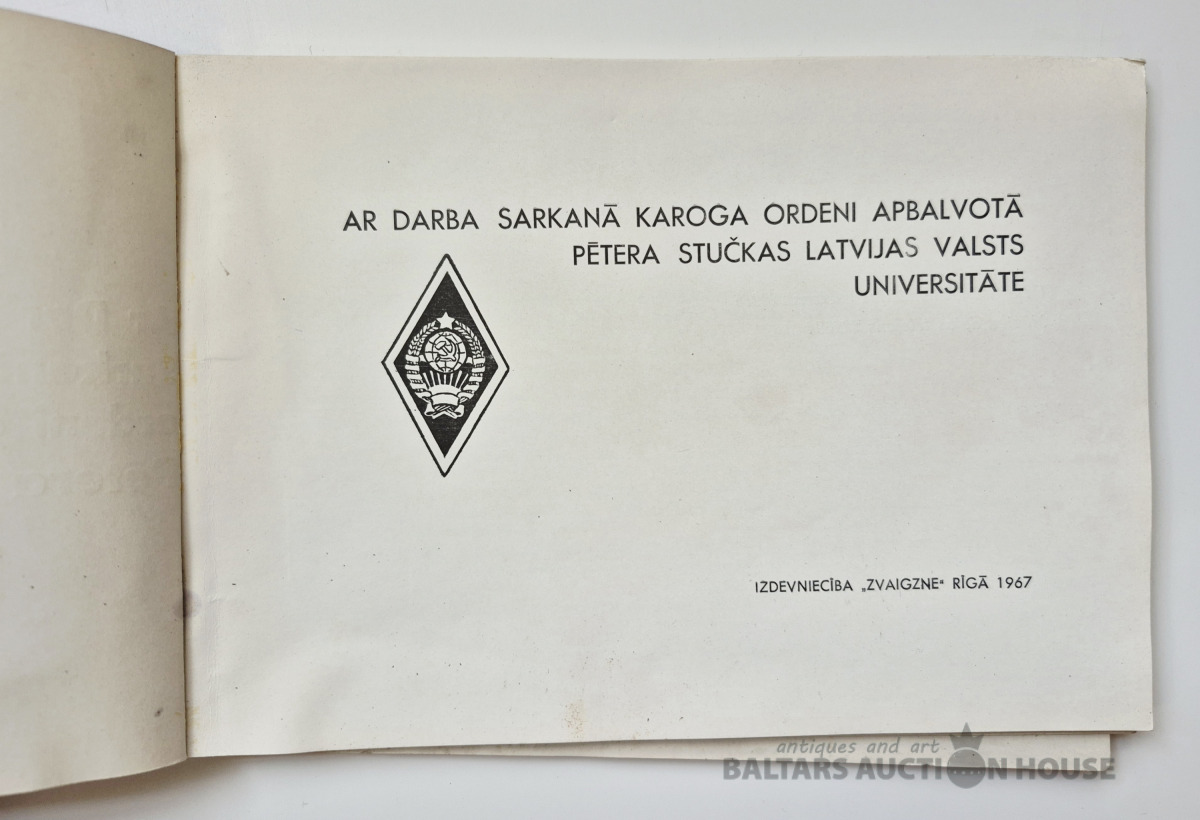 AR DARBA SARKANĀ KAROGA ORDENI APBALVOTĀ
PĒTERA STUČKAS LATVIJAS VALSTS
UNIVERSITĀTE
IZDEVNIECĪBA „ZVAIGZNE“ RĪGĀ 1967
antiques and art
BALTARS AUCTION HOUSE